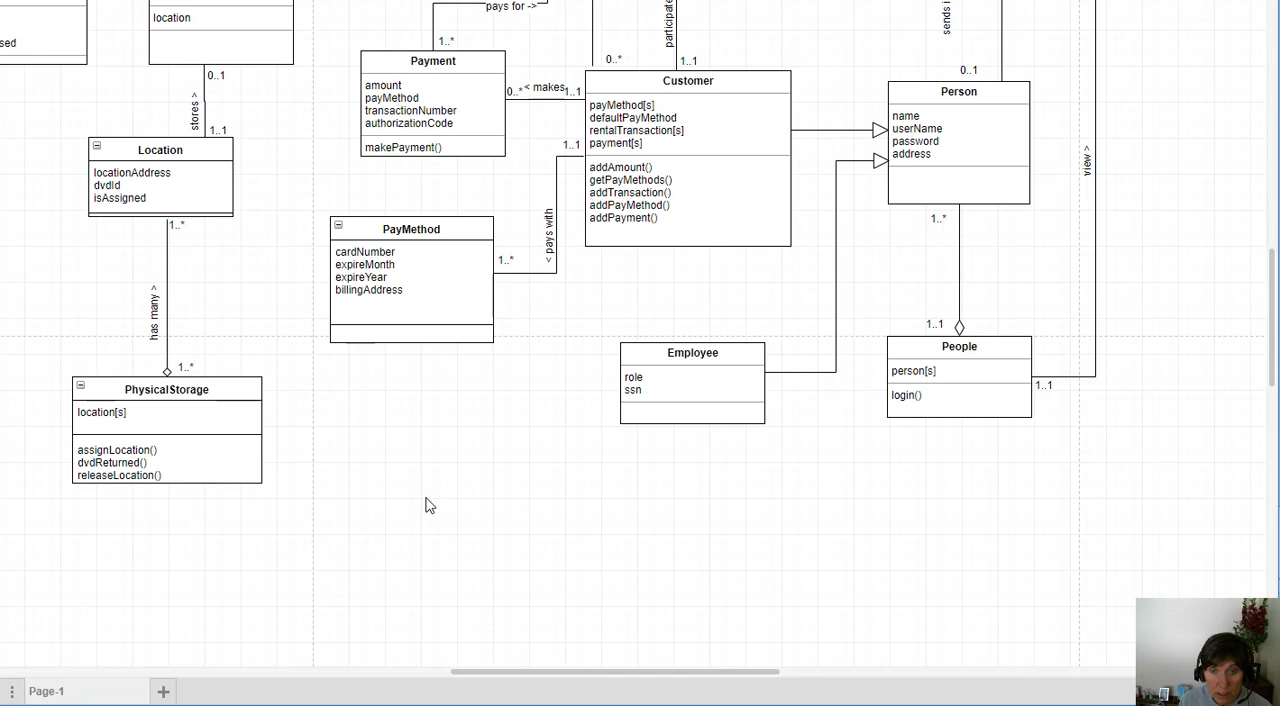 pays for ->
location
participate
sends i
sed
1..*
0..*
1..1
0..1
Payment
amount
payMethod
transactionNumber
authorizationCode
makePayment()
0..*
< makes
1..1
Customer
payMethod[s]
defaultPayMethod
rentalTransaction[s]
payment[s]
addAmount()
getPayMethods()
addTransaction()
addPayMethod()
addPayment()
Person
name
userName
password
address
view >
0..1
stores >
1..1
Location
locationAddress
dvdId
isAssigned
1..1
< pays with
1..*
PayMethod
cardNumber
expireMonth
expireYear
billingAddress
1..*
has many >
1..*
1..*
1..1
People
person[s]
login()
1..1
Employee
role
ssn
PhysicalStorage
location[s]
assignLocation()
dvdReturned()
releaseLocation()
Page-1